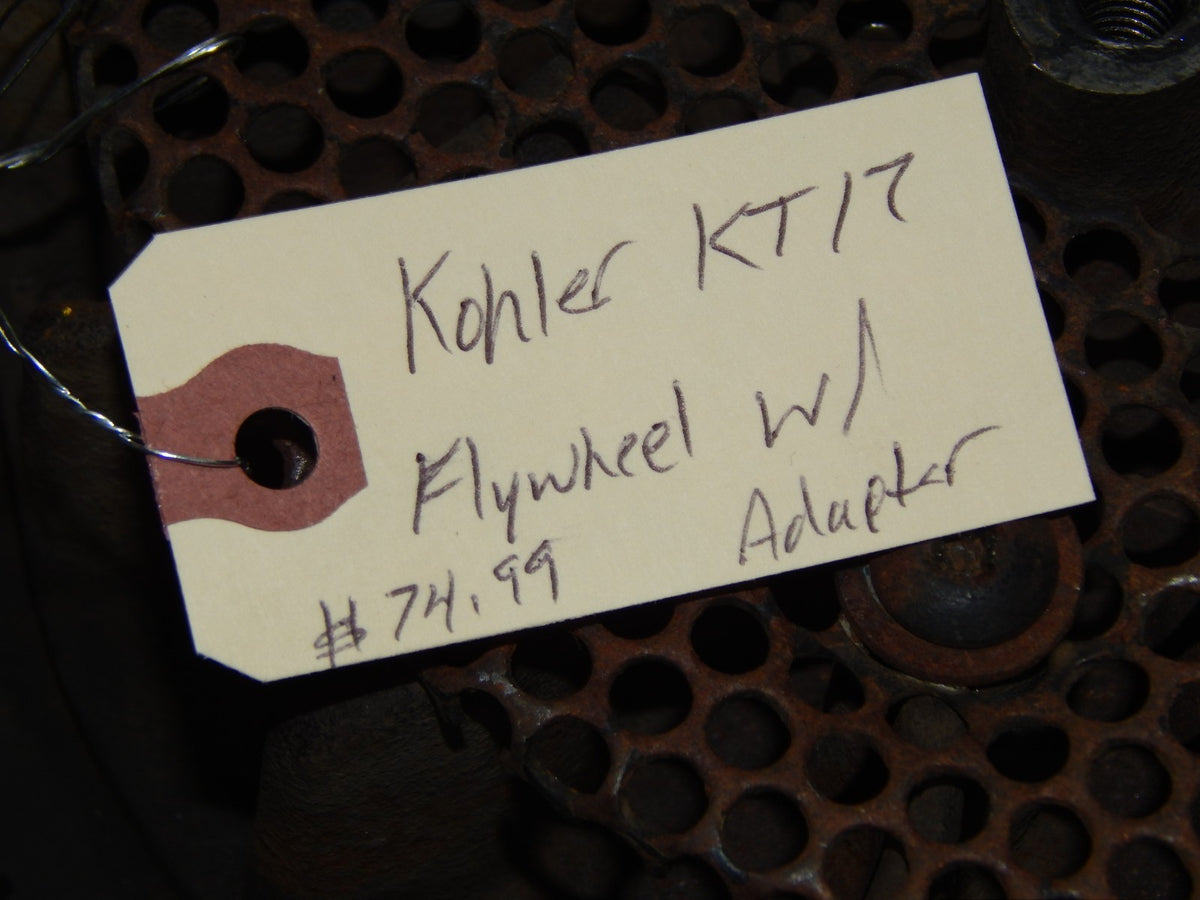 Kohler KT17
Flywheel w/
Adapter
$74.99